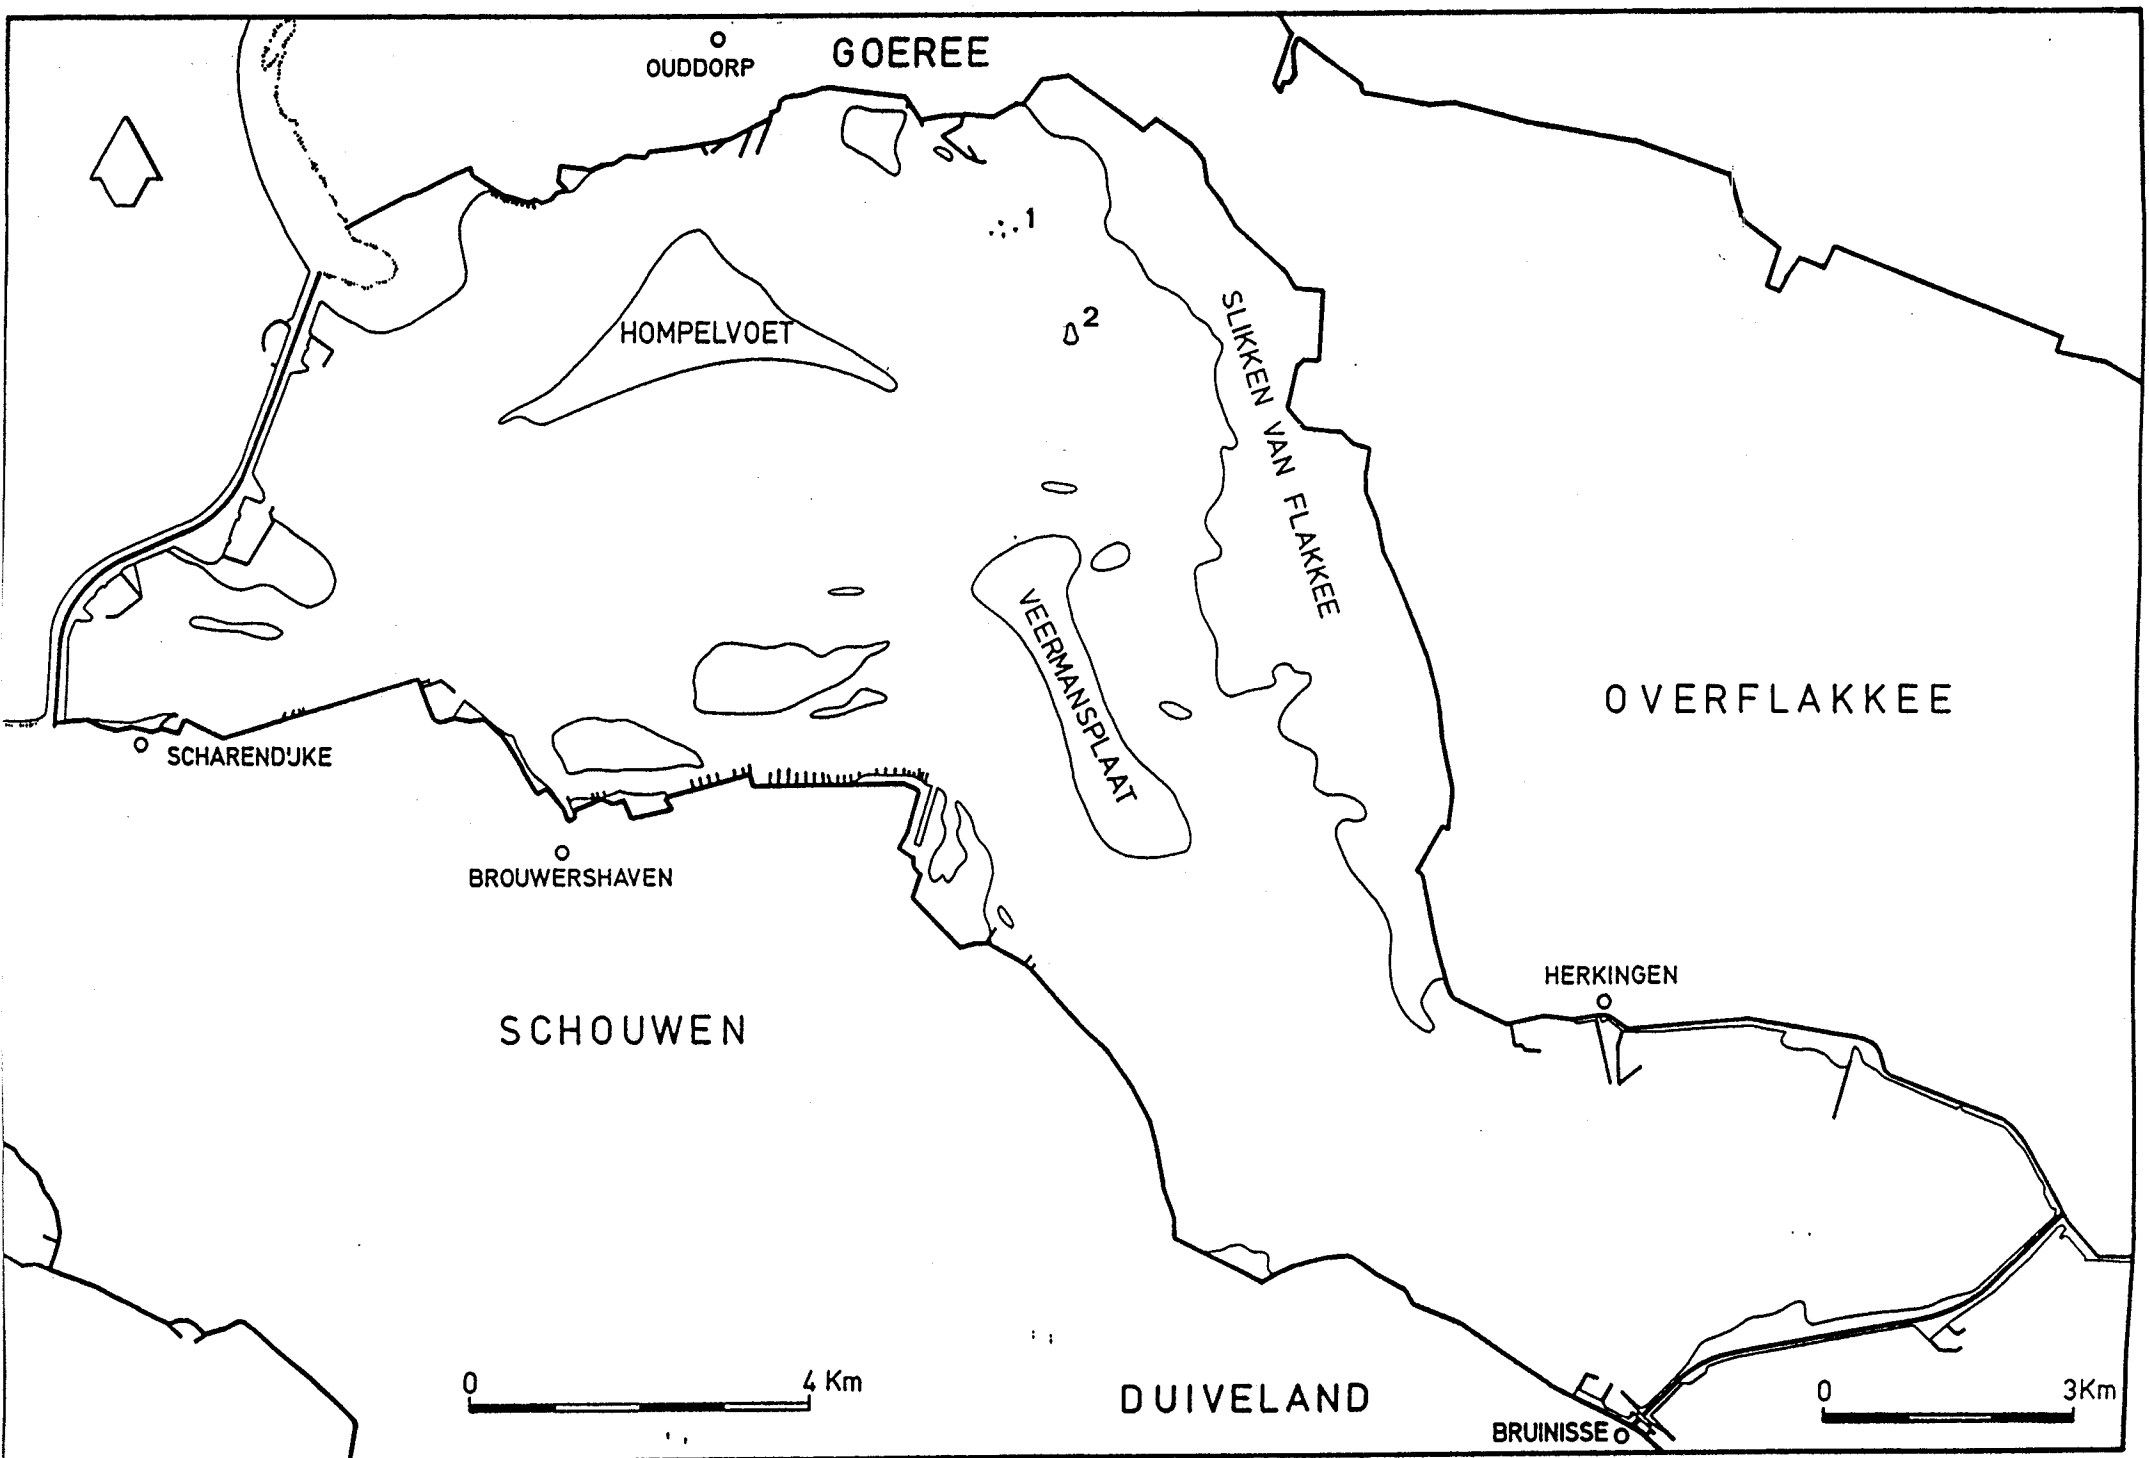 GOEREE
OUDDORP
1
2
HOMPELVOET
SLIKKEN VAN FLAKKEE
VEERMANSPLAAT
OVERFLAKKEE
SCHARENDIJKE
BROUWERSHAVEN
HERKINGEN
SCHOUWEN
0 4 Km
DUIVELAND
0 3Km
BRUINISSE